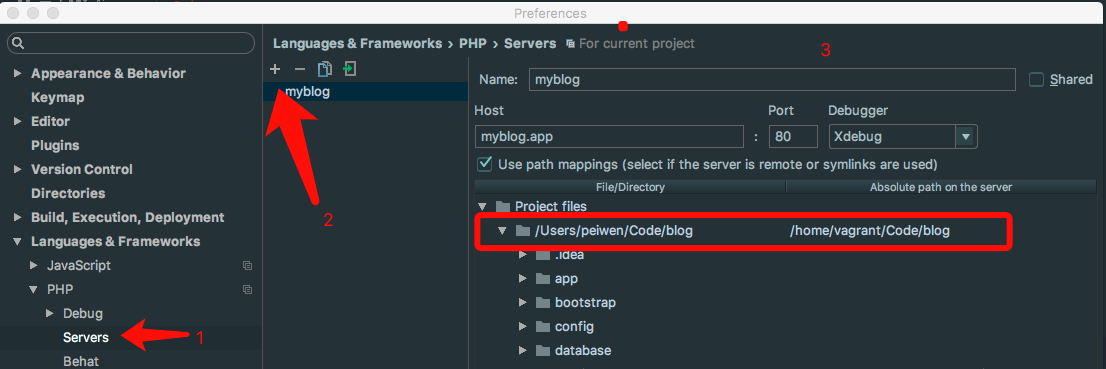 Preferences
Languages & Frameworks › PHP › Servers For current project
3
Appearance & Behavior
Keymap
Editor
Plugins
Version Control
Directories
Build, Execution, Deployment
Languages & Frameworks
JavaScript
PHP
Debug
Servers
1
Behat
myblog
2
Name: myblog Shared
Host Port Debugger
myblog.app : 80 Xdebug
Use path mappings (select if the server is remote or symlinks are used)
File/Directory Absolute path on the server
Project files
/Users/peiwen/Code/blog /home/vagrant/Code/blog
.idea
app
bootstrap
config
database